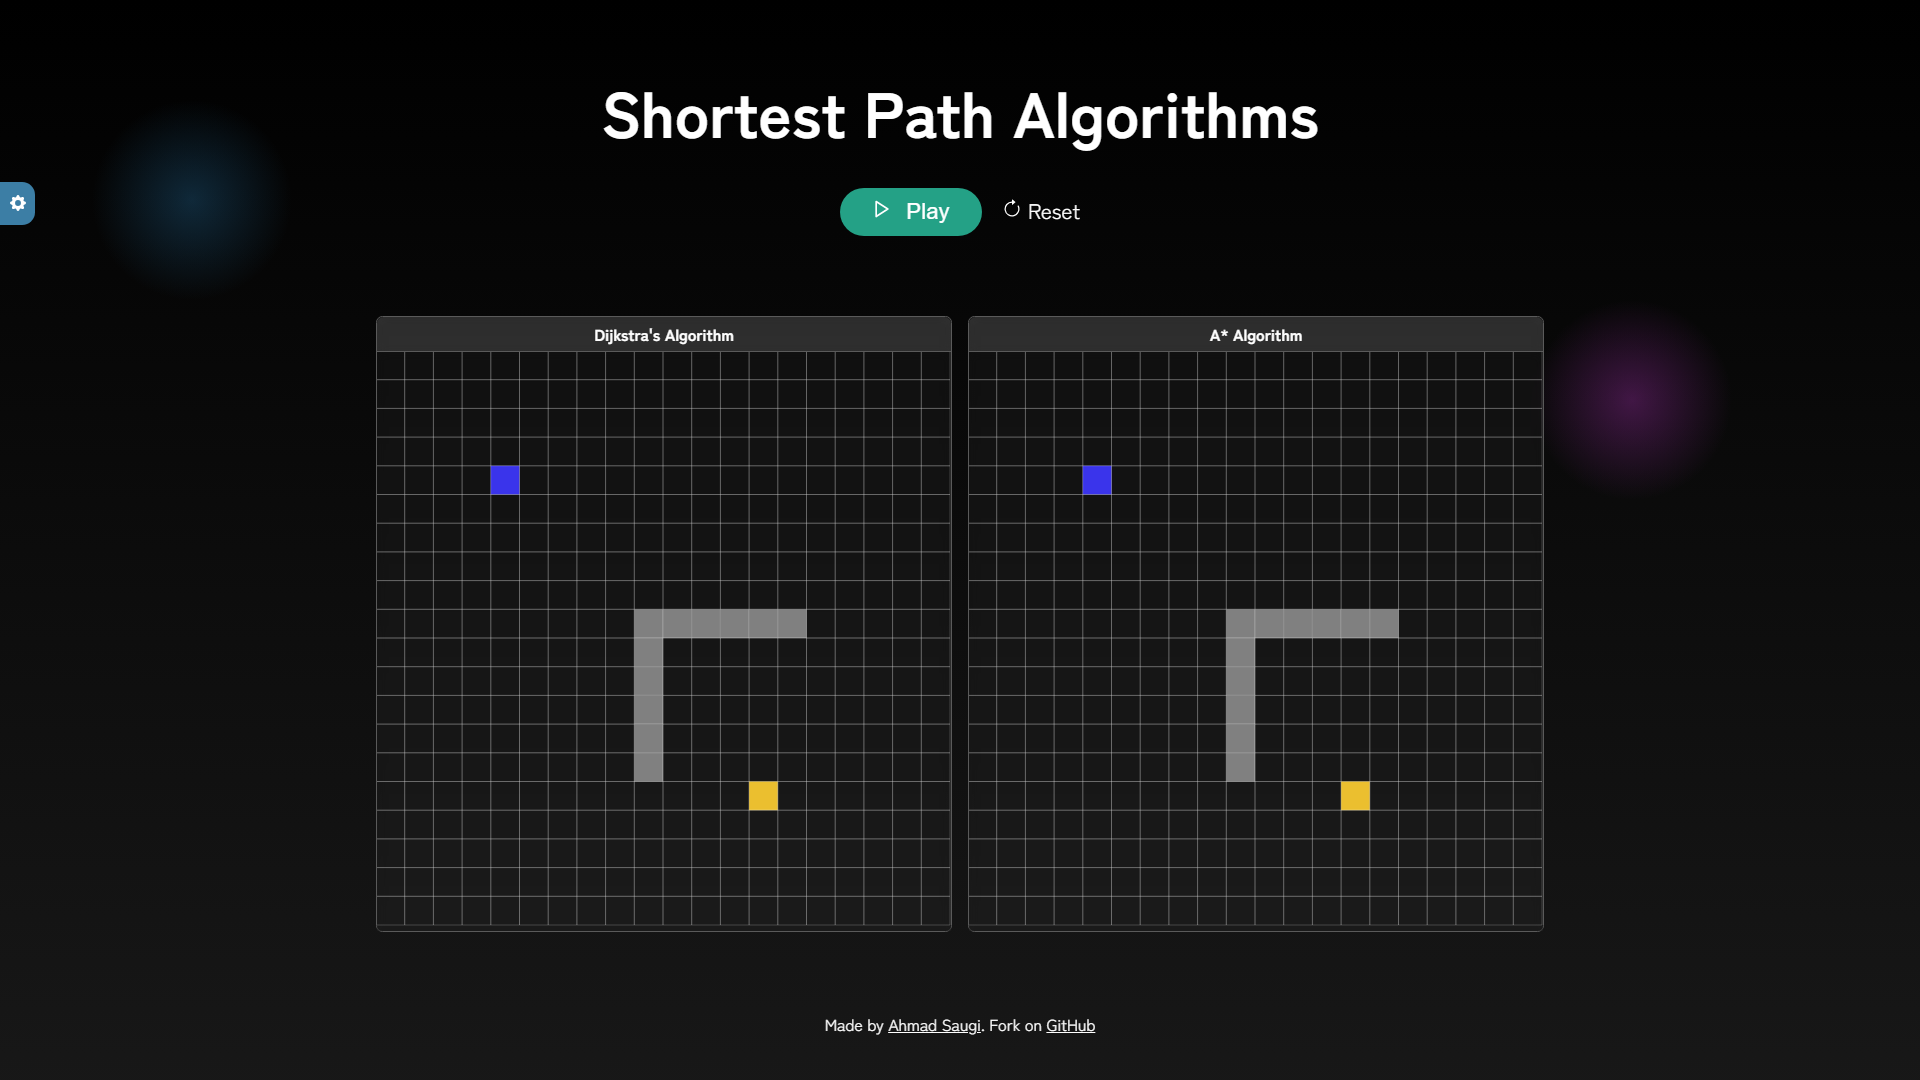 Shortest Path Algorithms
Play
Reset
Dijkstra's Algorithm
A* Algorithm
Made by Ahmad Saugi. Fork on GitHub